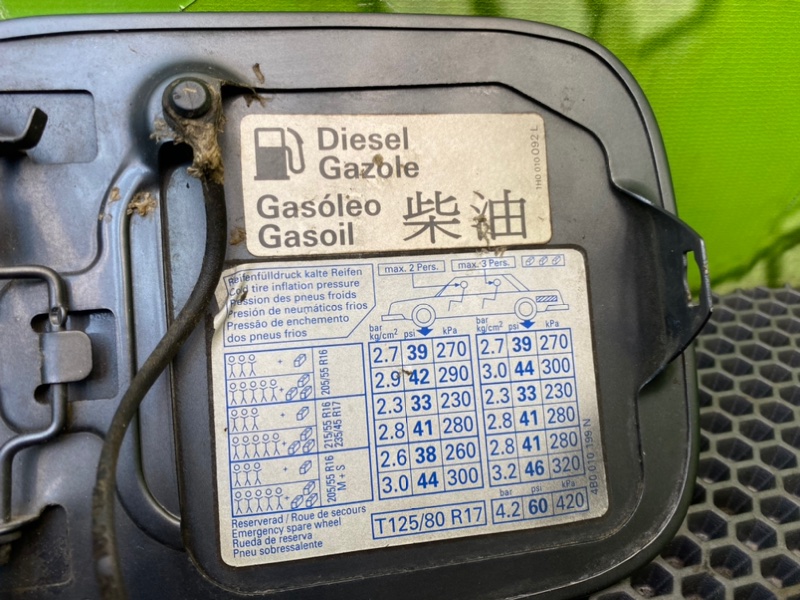 Diesel
Gazole
Gasóleo
Gasoil
柴油
1H0 010 092 L
Reifenfülldruck kalte Reifen
Cold tire inflation pressure
Pression des pneus froids
Presión de neumáticos frios
Pressão de enchemento
dos pneus frios
max. 2 Pers. max. 3 Pers.
bar psi kPa bar psi kPa
kg/cm² kg/cm²
205/55 R16
2.7 39 270 2.7 39 270
2.9 42 290 3.0 44 300
215/55 R16
235/45 R17
2.3 33 230 2.3 33 230
2.8 41 280 2.8 41 280
205/55 R16
M + S
2.6 38 260 2.8 41 280
3.0 44 300 3.2 46 320
Reserverad / Roue de secours
Emergency spare wheel
Rueda de reserva
Pneu sobressalente
T125/80 R17
bar psi kPa
4.2 60 420
4B0 010 199 N